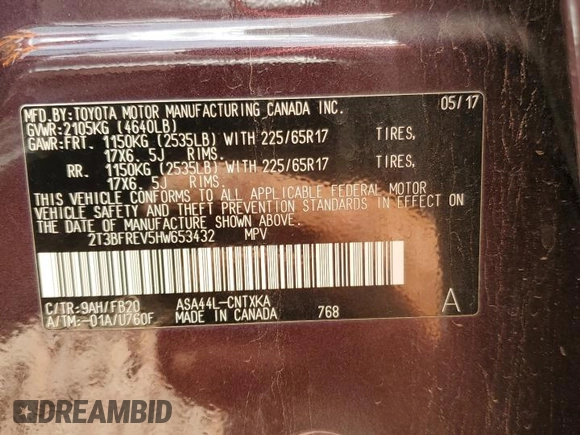 MFD.BY:TOYOTA MOTOR MANUFACTURING CANADA INC. 05/17
GVWR:2105KG (4640LB)
GAWR:FRT. 1150KG (2535LB) WITH 225/65R17 TIRES,
17X6. 5J RIMS.
RR. 1150KG (2535LB) WITH 225/65R17 TIRES,
17X6. 5J RIMS.
THIS VEHICLE CONFORMS TO ALL APPLICABLE FEDERAL MOTOR
VEHICLE SAFETY AND THEFT PREVENTION STANDARDS IN EFFECT ON
THE DATE OF MANUFACTURE SHOWN ABOVE.
2T3BFREV5HW653432 MPV
C/TR:9AH/FB20 ASA44L-CNTXKA A
A/TM:-01A/U760F MADE IN CANADA 768
DREAMBID